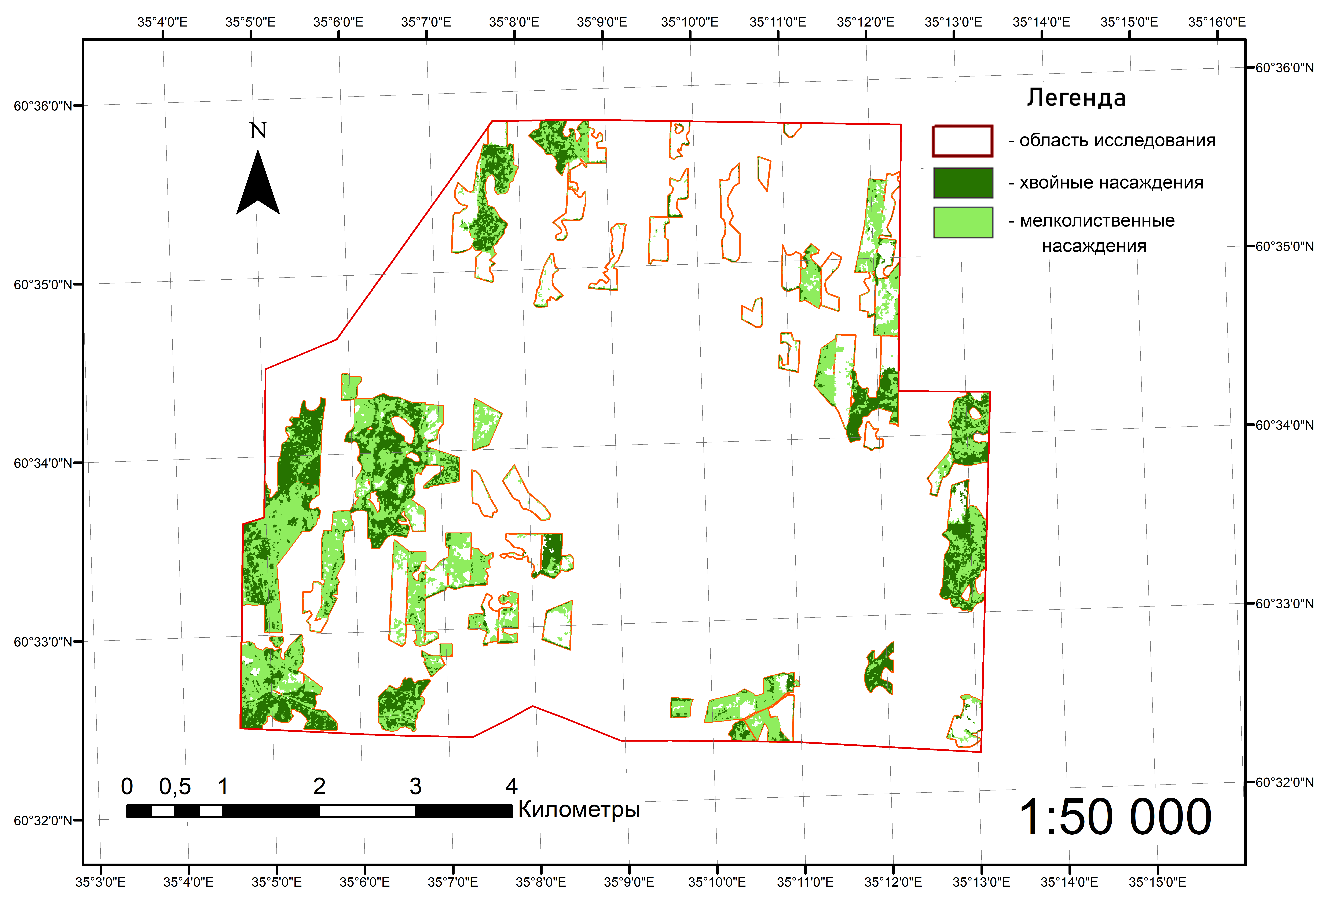 35°4'0"E 35°5'0"E 35°6'0"E 35°7'0"E 35°8'0"E 35°9'0"E 35°10'0"E 35°11'0"E 35°12'0"E 35°13'0"E 35°14'0"E 35°15'0"E 35°16'0"E
60°36'0"N
60°36'0"N
Легенда
N
- область исследования
- хвойные насаждения
- мелколиственные
насаждения
60°35'0"N
60°35'0"N
60°34'0"N
60°34'0"N
60°33'0"N
60°33'0"N
60°32'0"N
0 0,5 1 2 3 4
Километры
1:50 000
60°32'0"N
35°3'0"E 35°4'0"E 35°5'0"E 35°6'0"E 35°7'0"E 35°8'0"E 35°9'0"E 35°10'0"E 35°11'0"E 35°12'0"E 35°13'0"E 35°14'0"E 35°15'0"E